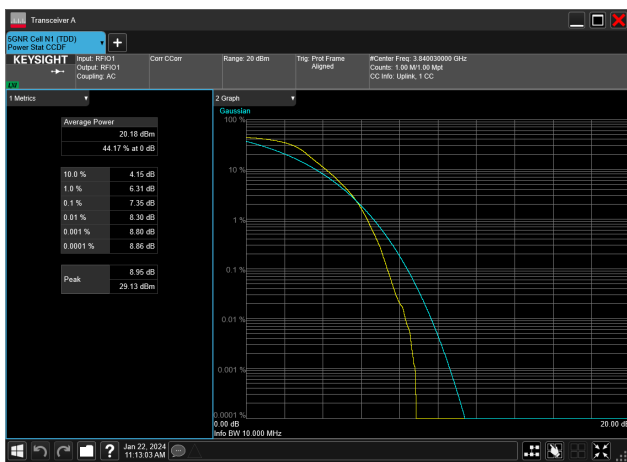 Transceiver A
5GNR Cell N1 (TDD)
Power Stat CCDF
KEYSIGHT
Input: RFIO1
Output: RFIO1
Coupling: AC
Corr CCorr
Range: 20 dBm
Trig: Prot Frame
Aligned
#Center Freq: 3.840030000 GHz
Counts: 1.00 M/1.00 Mpt
CC Info: Uplink, 1 CC
LXI
1 Metrics
2 Graph
Average Power
20.18 dBm
44.17 % at 0 dB
10.0 % 4.15 dB
1.0 % 6.31 dB
0.1 % 7.35 dB
0.01 % 8.30 dB
0.001 % 8.80 dB
0.0001 % 8.86 dB
Peak
8.95 dB
29.13 dBm
Gaussian
100 %
10 %
1 %
0.1 %
0.01 %
0.001 %
0.0001 %
0.00 dB
20.00 dB
Info BW 10.000 MHz
Jan 22, 2024
11:13:03 AM